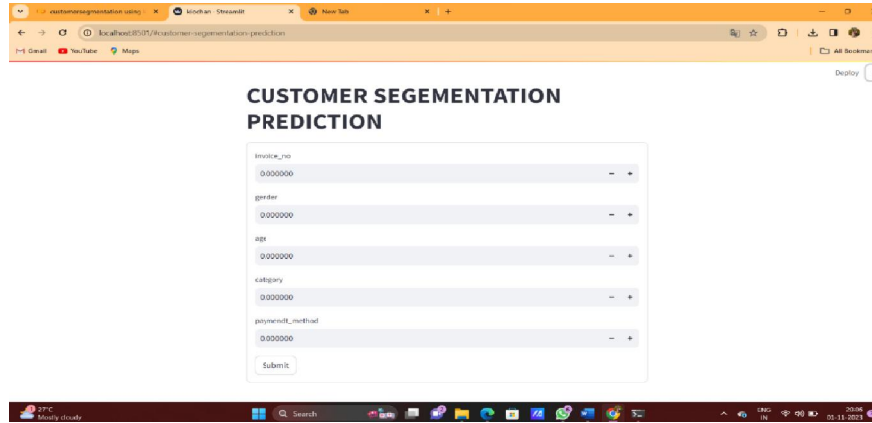 customersegmentation using
kiochan · Streamlit
New Tab
localhost:8501/#customer-segementation-prediction
Gmail
YouTube
Maps
All Bookmar
Deploy
CUSTOMER SEGEMENTATION
PREDICTION
invoice_no
0.000000
gender
0.000000
age
0.000000
category
0.000000
paymendt_method
0.000000
Submit
27°C
Mostly cloudy
Search
ENG
IN
20:06
01-11-2023